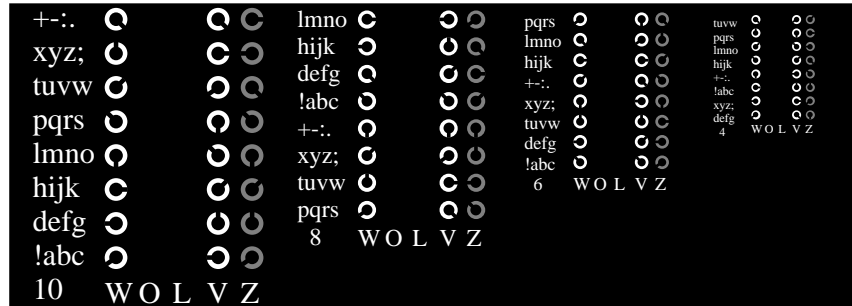 +-:.
xyz;
tuvw
pqrs
lmno
hijk
defg
!abc
10 W O L V Z
lmno
hijk
defg
!abc
+-:.
xyz;
tuvw
pqrs
8 W O L V Z
pqrs
lmno
hijk
+-:.
xyz;
tuvw
defg
!abc
6 W O L V Z
tuvw
pqrs
lmno
hijk
+-:.
!abc
xyz;
defg
4 W O L V Z